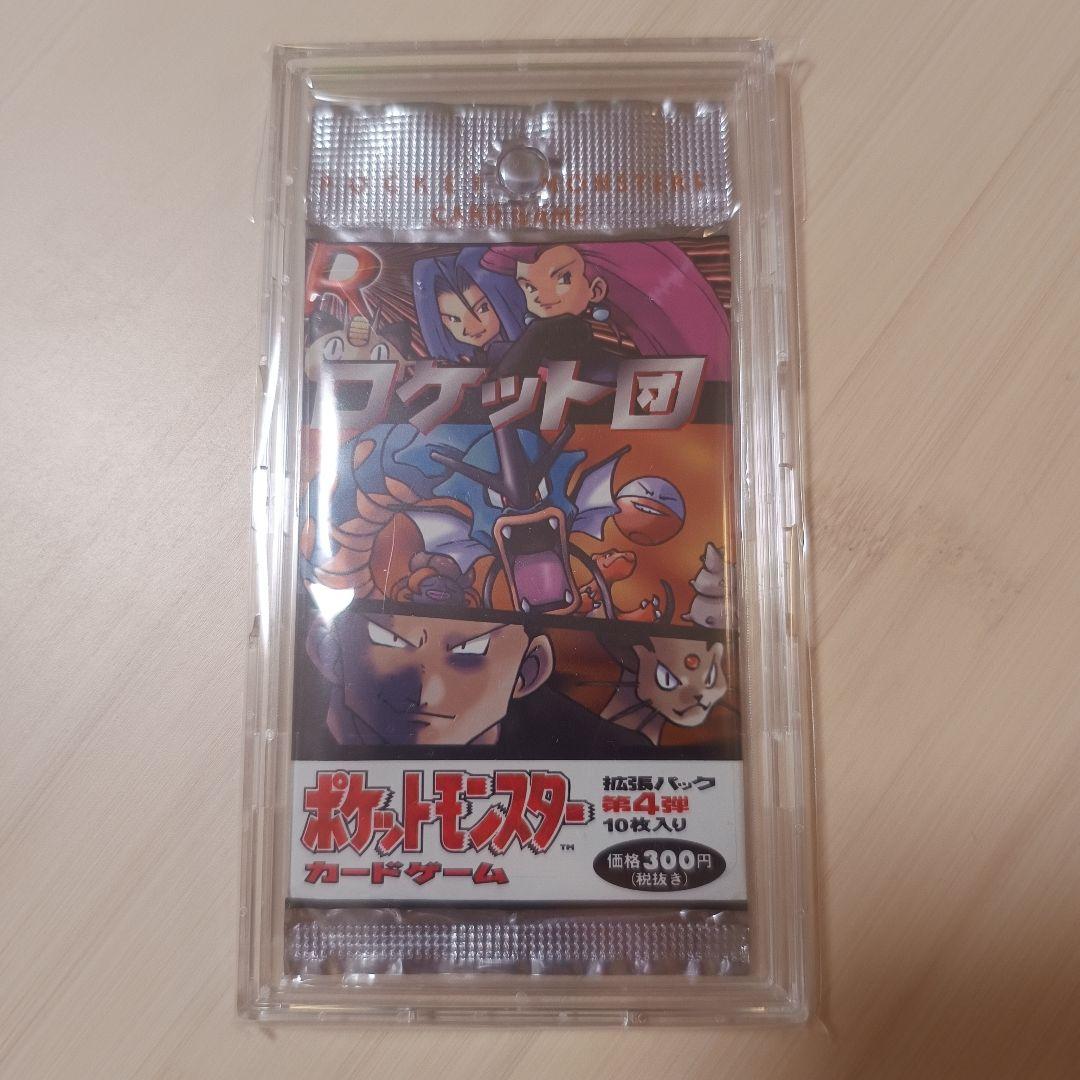 POCKET MONSTERS
CARD GAME
R
ロケット団
ポケットモンスター
TM
カードゲーム
拡張パック
第4弾
10枚入り
価格300円
(税抜き)